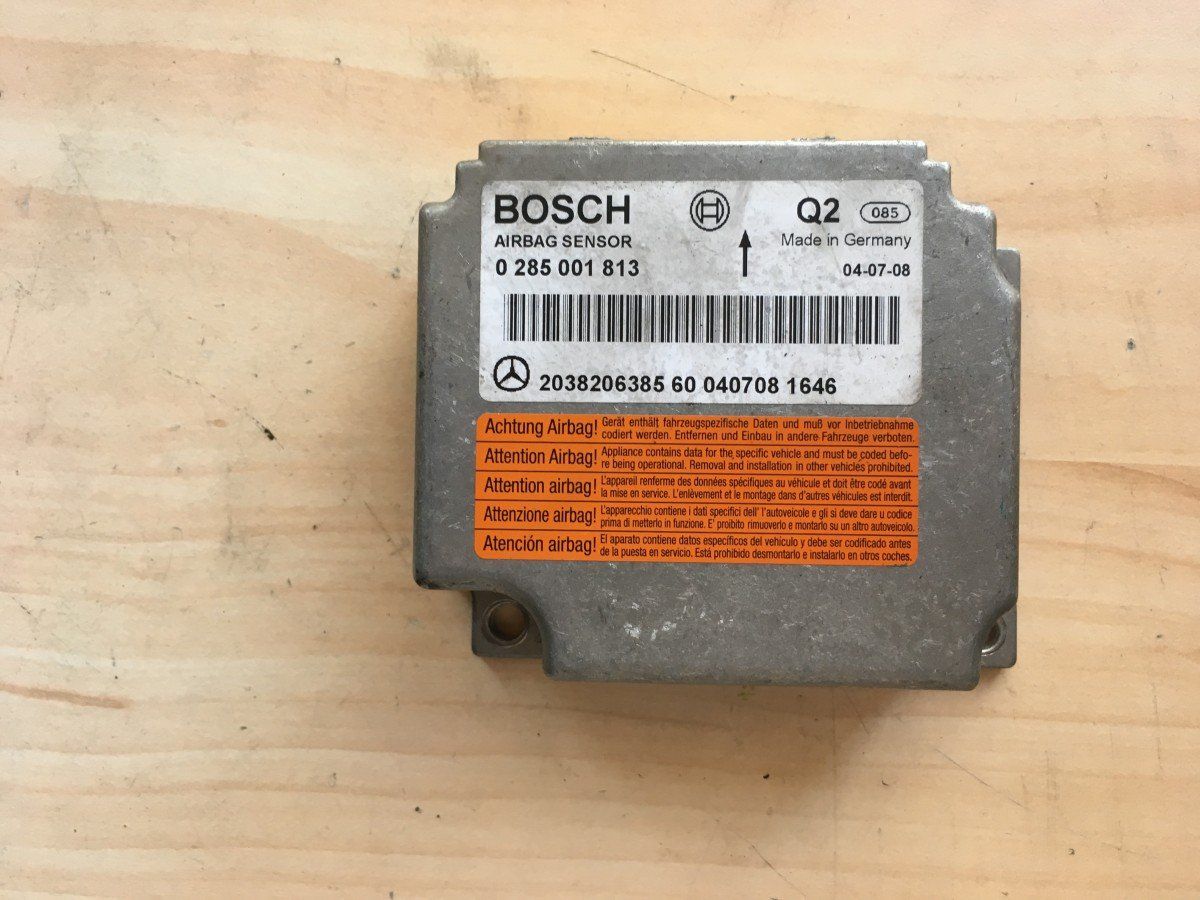 BOSCH Q2 085
AIRBAG SENSOR Made in Germany
0 285 001 813 04-07-08
2038206385 60 040708 1646
Achtung Airbag! Gerät enthält fahrzeugspezifische Daten und muß vor Inbetriebnahme
codiert werden. Entfernen und Einbau in andere Fahrzeuge verboten.
Attention Airbag! Appliance contains data for the specific vehicle and must be coded befo-
re being operational. Removal and installation in other vehicles prohibited.
Attention airbag! L'appareil renferme des données spécifiques au véhicule et doit être codé avant
la mise en service. L'enlèvement et le montage dans d'autres véhicules est interdit.
Attenzione airbag! L'apparecchio contiene i dati specifici dell' l'autoveicolo e gli si deve dare u codice
prima di metterlo in funzione. E' proibito rimuoverlo e montarlo su un altro autoveicolo.
Atención airbag! El aparato contiene datos específicos del vehículo y debe ser codificado antes
de la puesta en servicio. Está prohibido desmontarlo e instalarlo en otros coches.